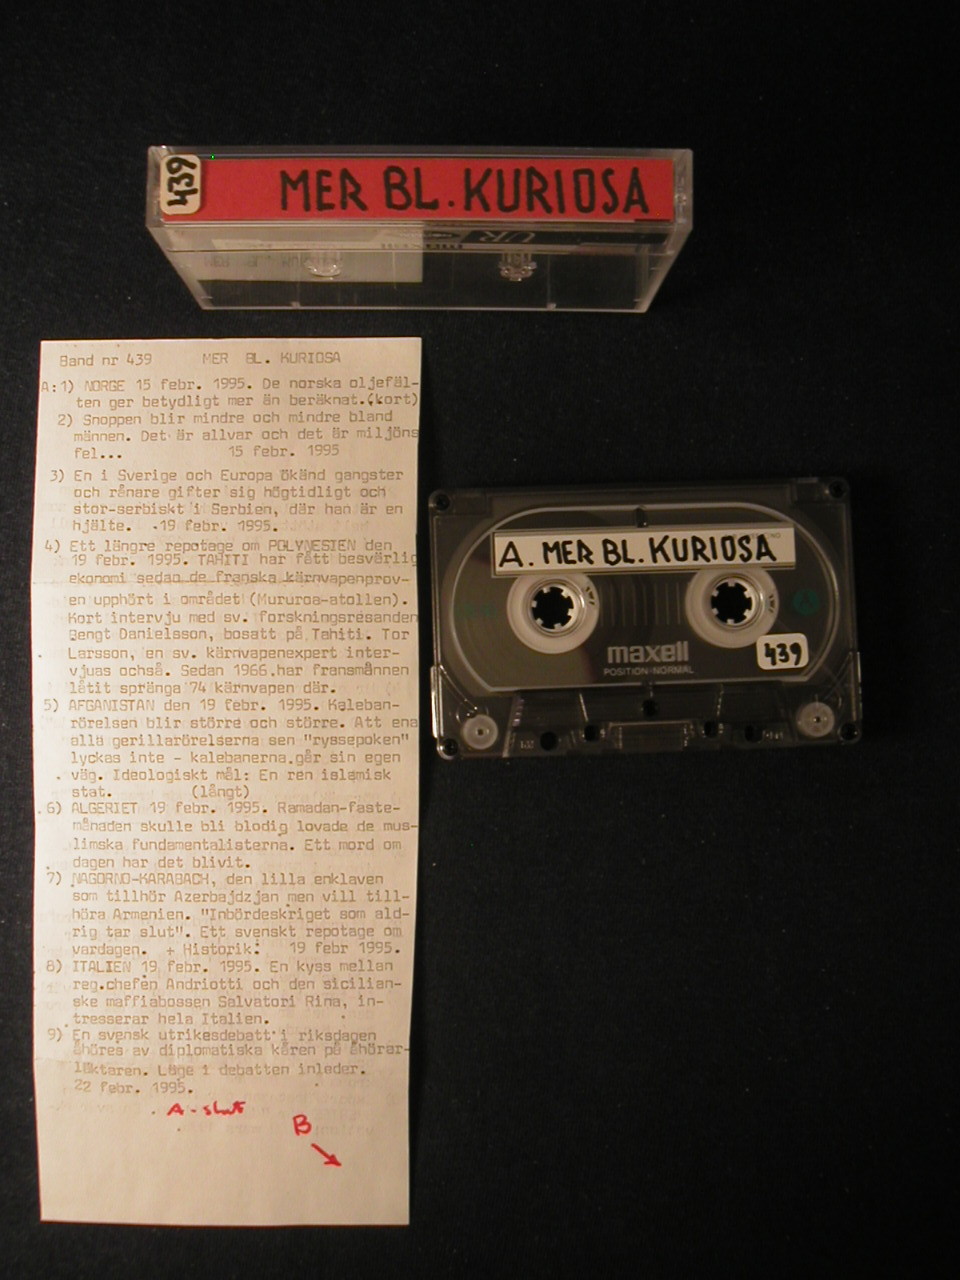 439
MER BL. KURIOSA
UR
Band nr 439 MER BL. KURIOSA
A:1) NORGE 15 febr. 1995. De norska oljefäl-
ten ger betydligt mer än beräknat.(kort)
2) Snoppen blir mindre och mindre bland
männen. Det är allvar och det är miljöns
fel... 15 febr. 1995
3) En i Sverige och Europa ökänd gangster
och rånare gifter sig högtidligt och
stor-serbiskt i Serbien, där han är en
hjälte. 19 febr. 1995.
4) Ett längre repotage om POLYNESIEN den
19 febr. 1995. TAHITI har fått besvärlig
ekonomi sedan de franska kärnvapenprov-
en upphört i området (Mururoa-atollen).
Kort intervju med sv. forskningsresanden
Bengt Danielsson, bosatt på Tahiti. Tor
Larsson, en sv. kärnvapenexpert inter-
vjuas ochså. Sedan 1966 har fransmännen
låtit spränga 74 kärnvapen där.
5) AFGANISTAN den 19 febr. 1995. Kaleban-
rörelsen blir större och större. Att ena
alla gerillarörelserna sen "ryssepoken"
lyckas inte - kalebanerna går sin egen
väg. Ideologiskt mål: En ren islamisk
stat. (långt)
6) ALGERIET 19 febr. 1995. Ramadan-faste-
månaden skulle bli blodig lovade de mus-
limska fundamentalisterna. Ett mord om
dagen har det blivit.
7) NAGORNO-KARABACH, den lilla enklaven
som tillhör Azerbajdzjan men vill till-
höra Armenien. "Inbördeskriget som ald-
rig tar slut". Ett svenskt repotage om
vardagen. + Historik! 19 febr 1995.
8) ITALIEN 19 febr. 1995. En kyss mellan
reg.chefen Andriotti och den sicilian-
ske maffiabossen Salvatori Rina, in-
tresserar hela Italien.
9) En svensk utrikesdebatt i riksdagen
åhöres av diplomatiska kåren på åhörar-
läktaren. Läge i debatten inleder.
22 febr. 1995.
A-slut
B
A. MER BL. KURIOSA
maxell
POSITION NORMAL
439